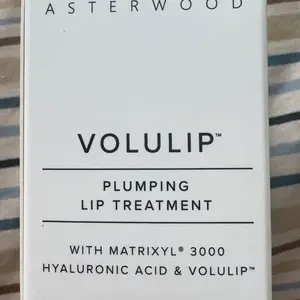 ASTERWOOD
VOLULIP™
PLUMPING
LIP TREATMENT
WITH MATRIXYL® 3000
HYALURONIC ACID & VOLULIP™